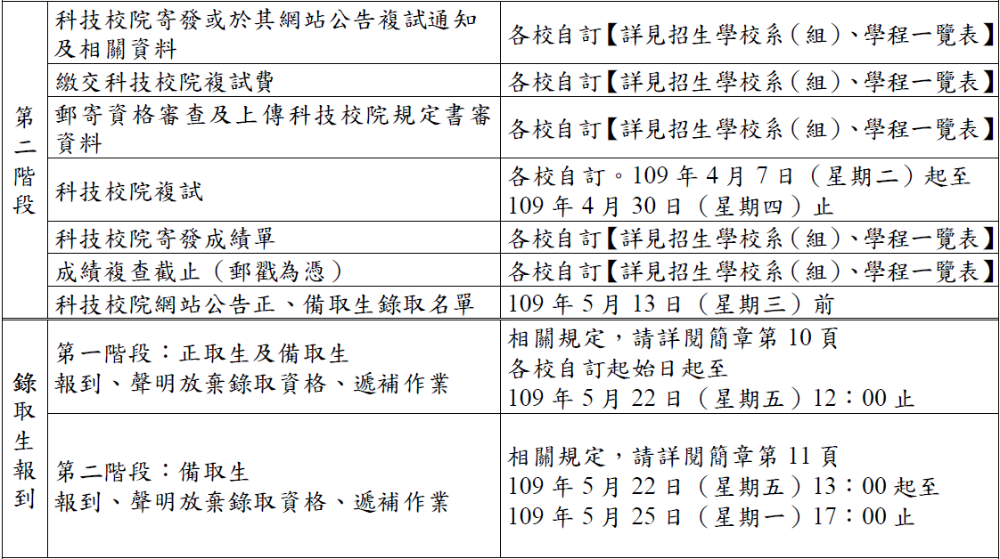 第二階段
科技校院寄發或於其網站公告複試通知
及相關資料
各校自訂【詳見招生學校系（組）、學程一覽表】
繳交科技校院複試費
各校自訂【詳見招生學校系（組）、學程一覽表】
郵寄資格審查及上傳科技校院規定書審
資料
各校自訂【詳見招生學校系（組）、學程一覽表】
科技校院複試
各校自訂。109 年 4 月 7 日（星期二）起至
109 年 4 月 30 日（星期四）止
科技校院寄發成績單
各校自訂【詳見招生學校系（組）、學程一覽表】
成績複查截止（郵戳為憑）
各校自訂【詳見招生學校系（組）、學程一覽表】
科技校院網站公告正、備取生錄取名單
109 年 5 月 13 日（星期三）前
錄取生報到
第一階段：正取生及備取生
報到、聲明放棄錄取資格、遞補作業
相關規定，請詳閱簡章第 10 頁
各校自訂起始日起至
109 年 5 月 22 日（星期五）12：00 止
第二階段：備取生
報到、聲明放棄錄取資格、遞補作業
相關規定，請詳閱簡章第 11 頁
109 年 5 月 22 日（星期五）13：00 起至
109 年 5 月 25 日（星期一）17：00 止